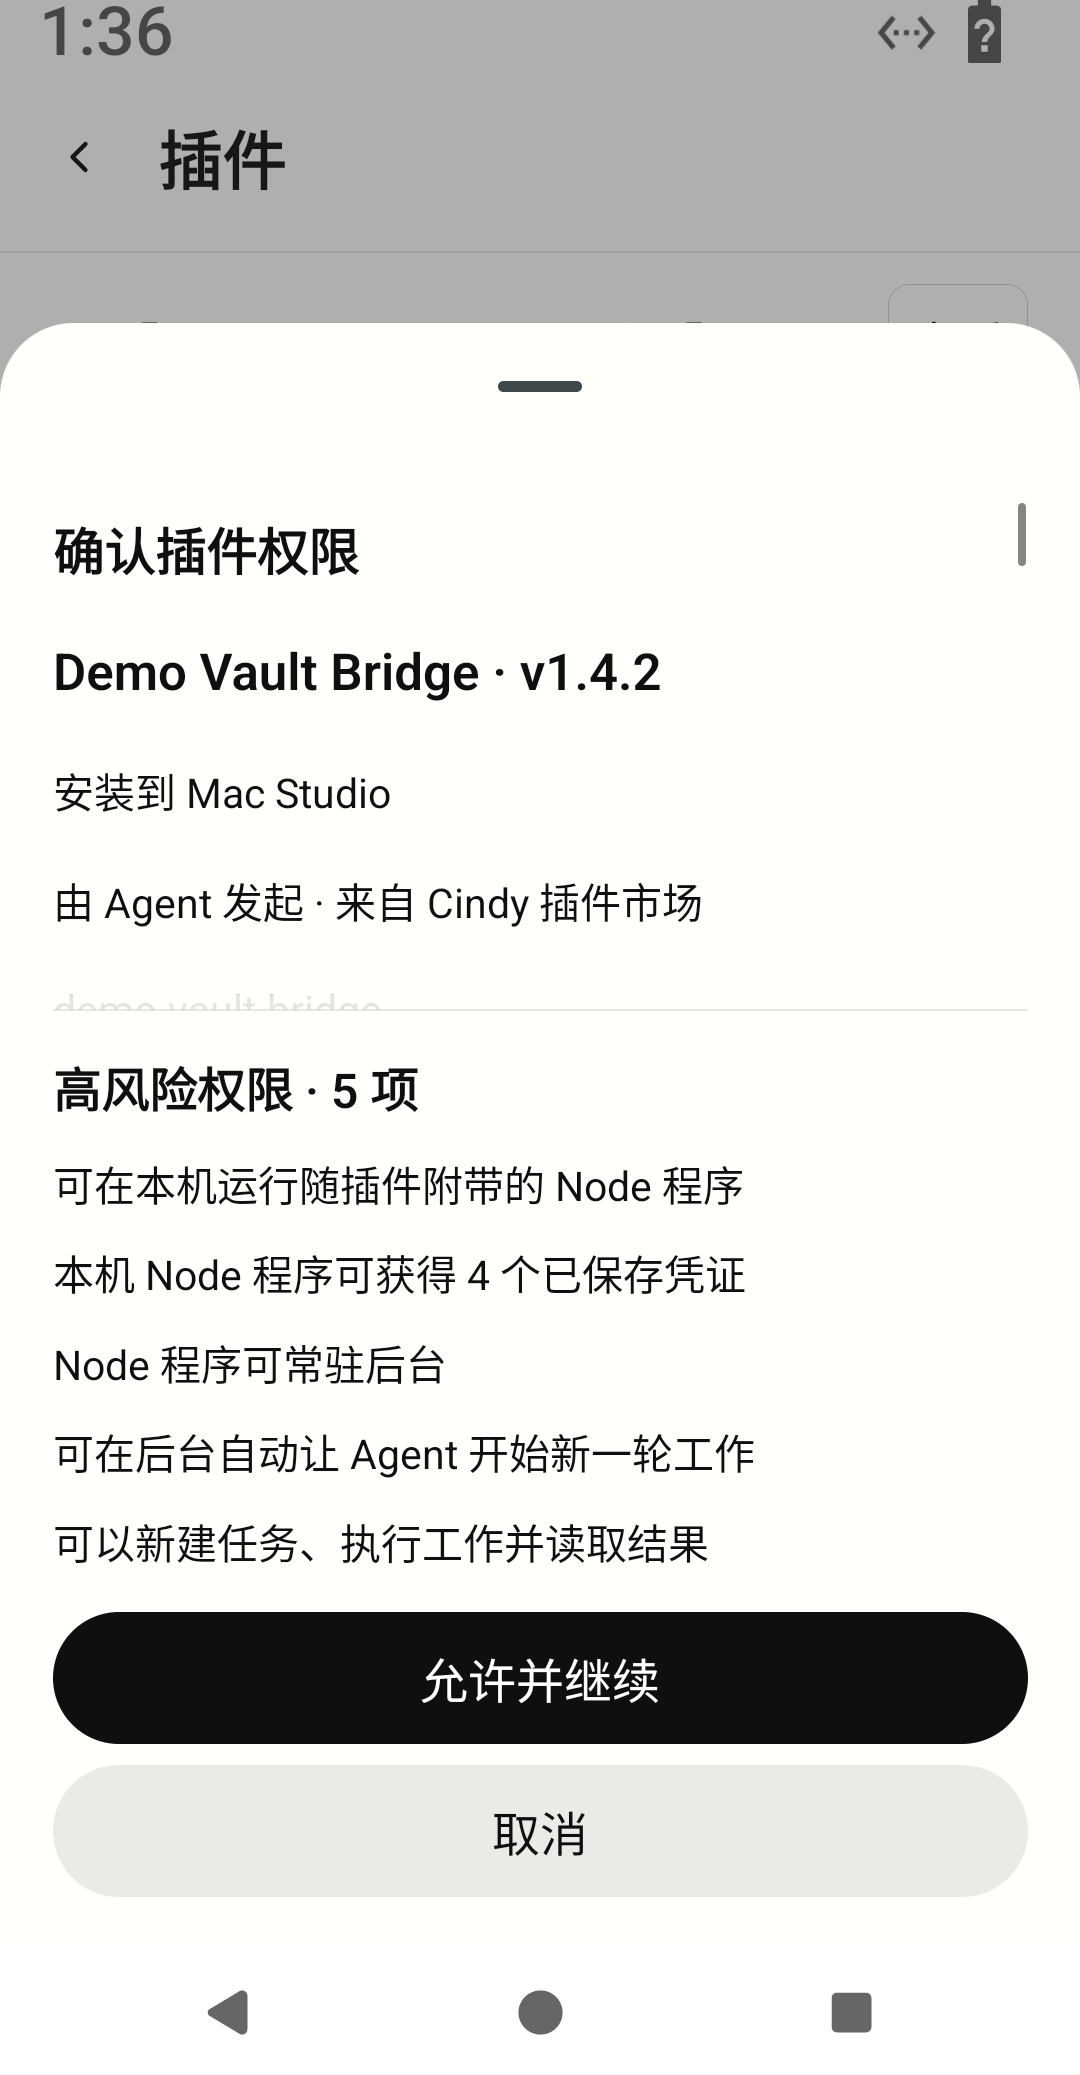 1:36
插件
确认插件权限
Demo Vault Bridge · v1.4.2
安装到 Mac Studio
由 Agent 发起 · 来自 Cindy 插件市场
高风险权限 · 5 项
可在本机运行随插件附带的 Node 程序
本机 Node 程序可获得 4 个已保存凭证
Node 程序可常驻后台
可在后台自动让 Agent 开始新一轮工作
可以新建任务、执行工作并读取结果
允许并继续
取消